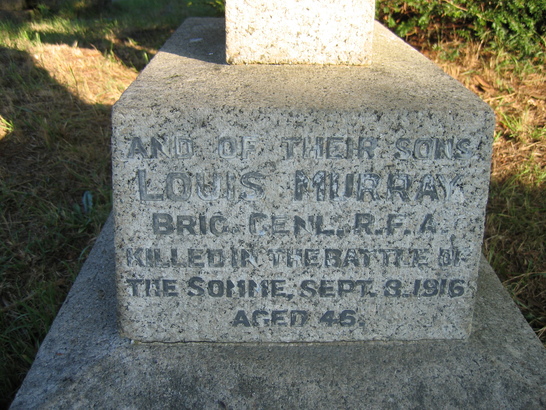 AND OF THEIR SONS
LOUIS MURRAY
BRIG. GENL. R.F.A.
KILLED IN THE BATTLE OF
THE SOMME, SEPT. 3. 1916
AGED 46.